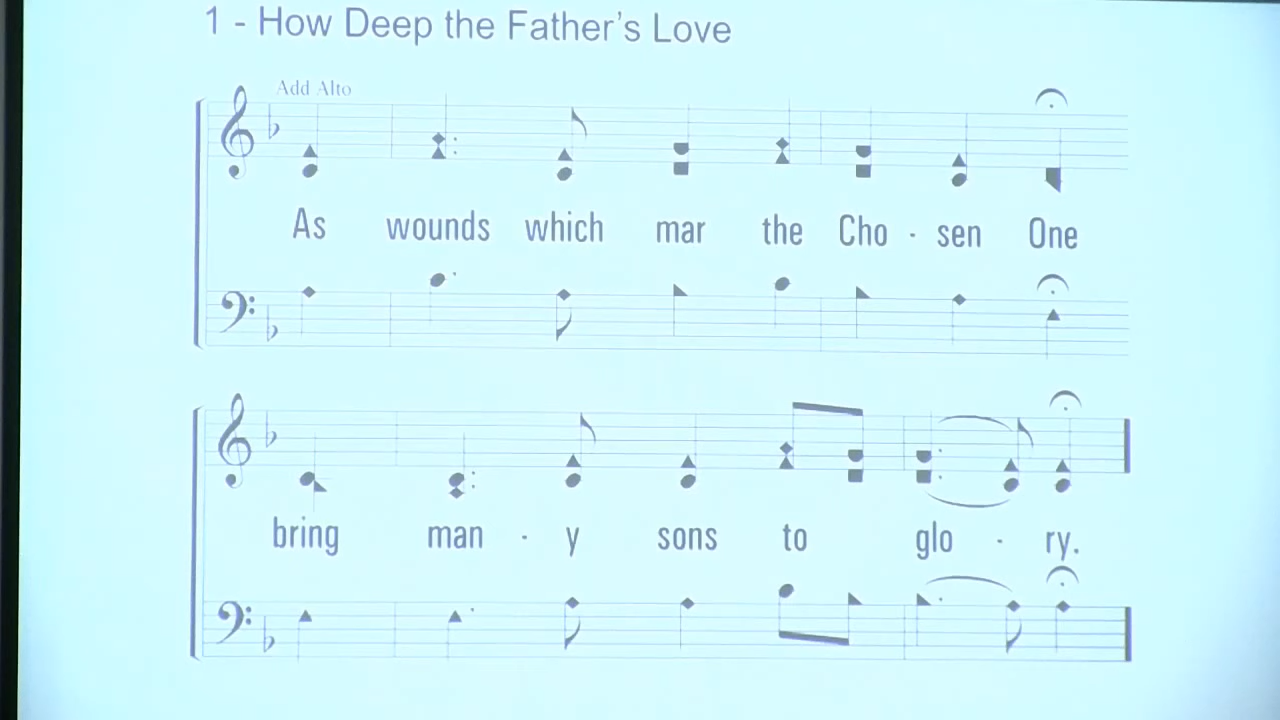 1 - How Deep the Father’s Love
Add Alto
As wounds which mar the Cho - sen One
bring man - y sons to glo - ry.